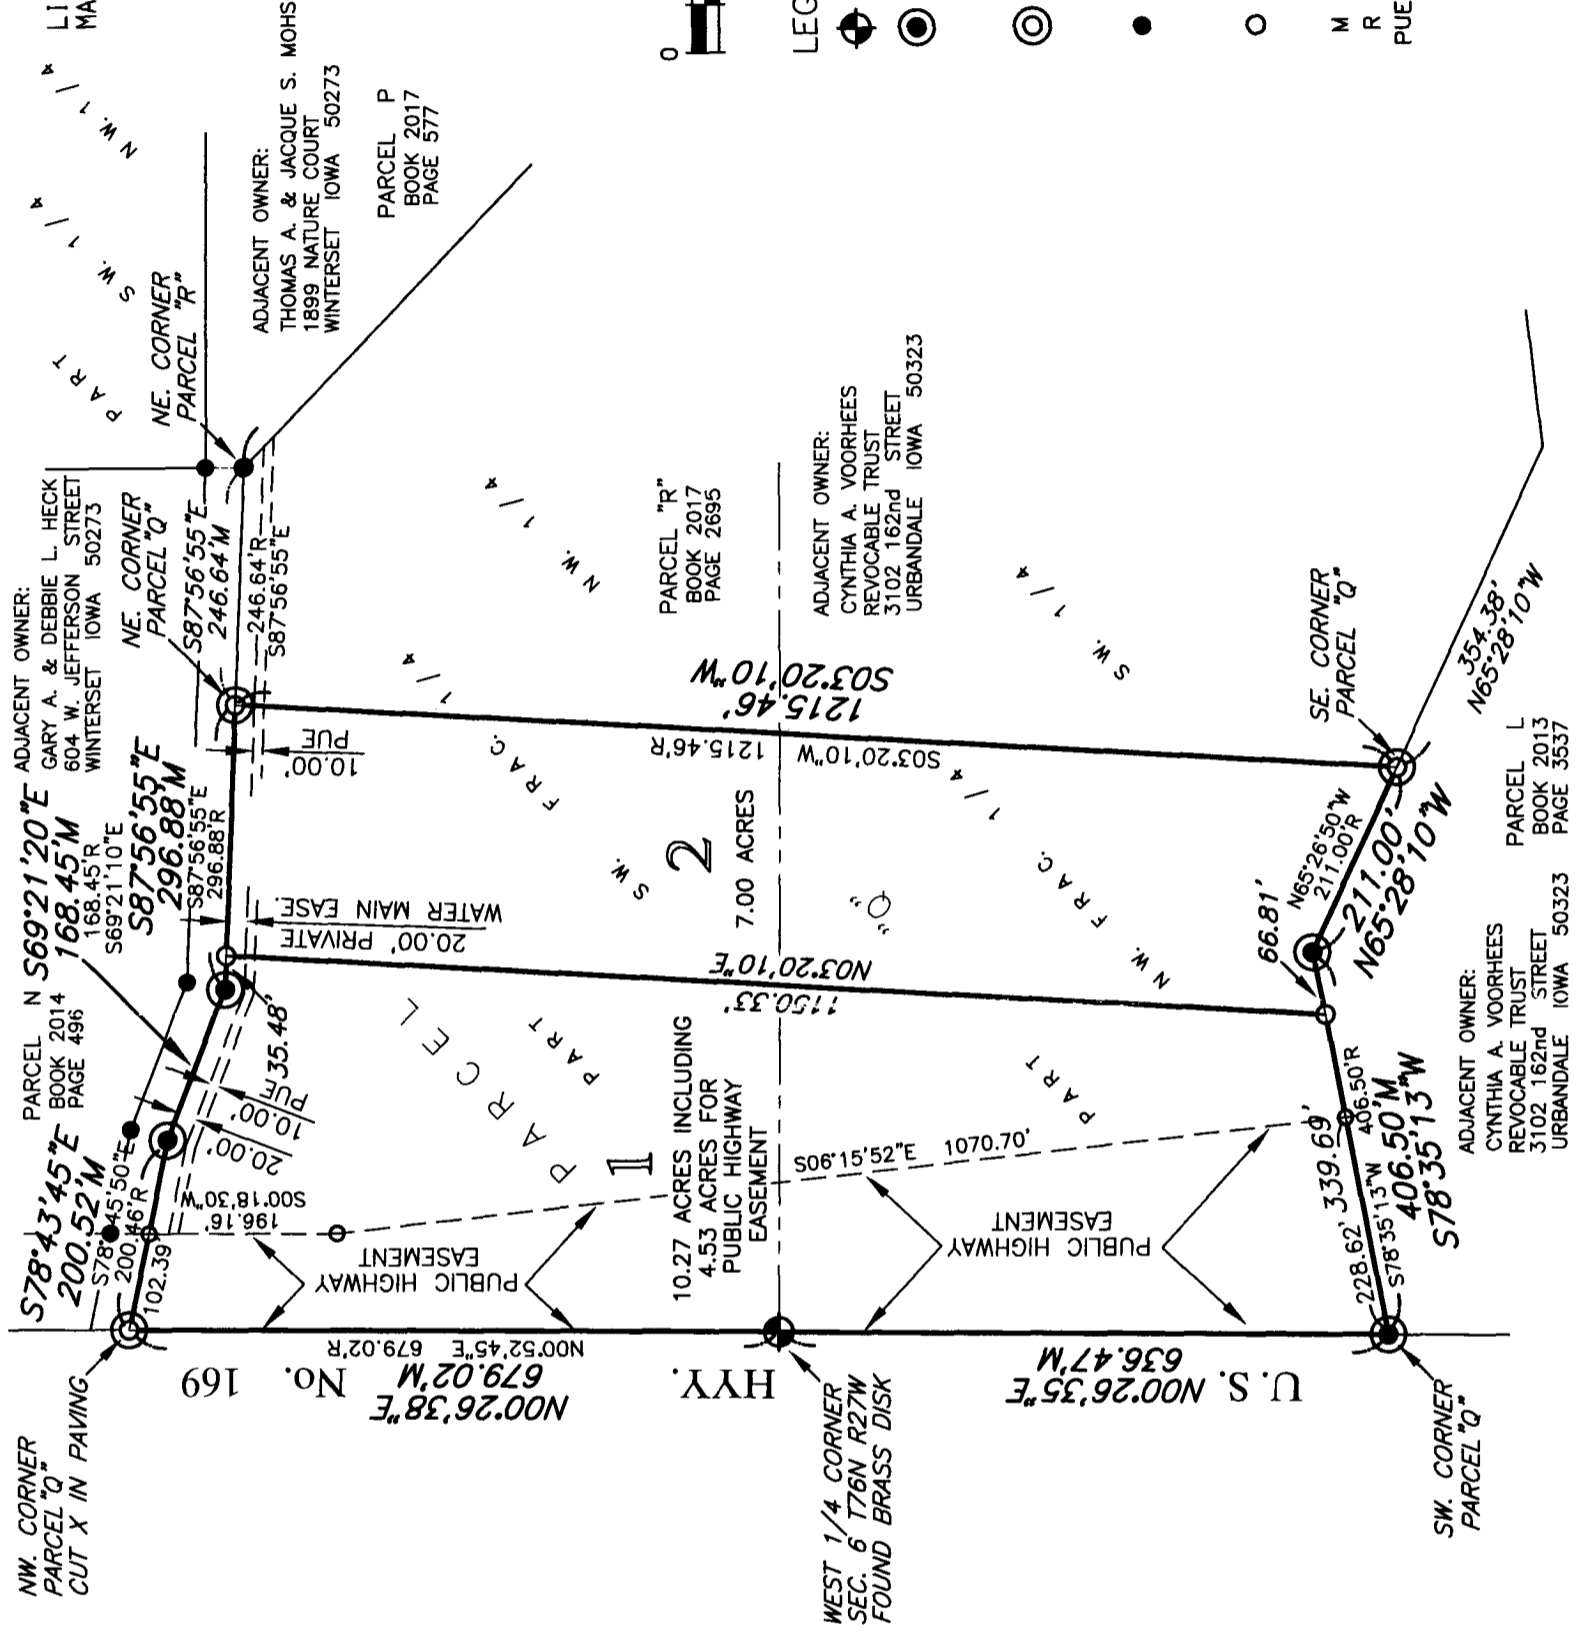 NW. CORNER
PARCEL "Q"
CUT X IN PAVING
S78°43'45"E
200.52'M
S78°45'50"E
200.46'R
102.39'
PARCEL N
BOOK 2014
PAGE 496
S69°21'20"E
168.45'M
168.45'R
S69°21'10"E
S87°56'55"E
296.88'M
S87°56'55"E
296.88'R
ADJACENT OWNER:
GARY A. & DEBBIE L. HECK
604 W. JEFFERSON STREET
WINTERSET IOWA 50273
NE. CORNER
PARCEL "Q"
S87°56'55"E
246.64'M
246.64'R
S87°56'55"E
NE. CORNER
PARCEL "R"
PART S W. 1/4 N W. 1/4
LI
MA
ADJACENT OWNER:
THOMAS A. & JACQUE S. MOHS
1899 NATURE COURT
WINTERSET IOWA 50273
PARCEL P
BOOK 2017
PAGE 577
0
LEG
M
R
PUE
35.48'
10.00'
PUE
20.00'
S00°18'30"W
196.16'
20.00' PRIVATE
WATER MAIN EASE.
10.00'
PUE
PUBLIC HIGHWAY
EASEMENT
PARCEL "Q"
PART S W. FRAC. 1/4 N W. 1/4
1
10.27 ACRES INCLUDING
4.53 ACRES FOR
PUBLIC HIGHWAY
EASEMENT
2
7.00 ACRES
N03°20'10"E
1150.33'
1215.46'
S03°20'10"W
1215.46'R
S03°20'10"W
PARCEL "R"
BOOK 2017
PAGE 2695
ADJACENT OWNER:
CYNTHIA A. VOORHEES
REVOCABLE TRUST
3102 162nd STREET
URBANDALE IOWA 50323
PART N W. FRAC. 1/4 S W. 1/4
S06°15'52"E 1070.70'
PUBLIC HIGHWAY
EASEMENT
U. S. HYY. No. 169
N00°52'45"E 679.02'R
679.02'M
N00°26'38"E
636.47'M
N00°26'35"E
WEST 1/4 CORNER
SEC. 6 T76N R27W
FOUND BRASS DISK
SW. CORNER
PARCEL "Q"
228.62'
339.69'
66.81'
S78°35'13"W
406.50'R
406.50'M
S78°35'13"W
N65°26'50"W
211.00'R
211.00'
N65°28'10"W
SE. CORNER
PARCEL "Q"
354.38'
N65°28'10"W
ADJACENT OWNER:
CYNTHIA A. VOORHEES
REVOCABLE TRUST
3102 162nd STREET
URBANDALE IOWA 50323
PARCEL L
BOOK 2013
PAGE 3537